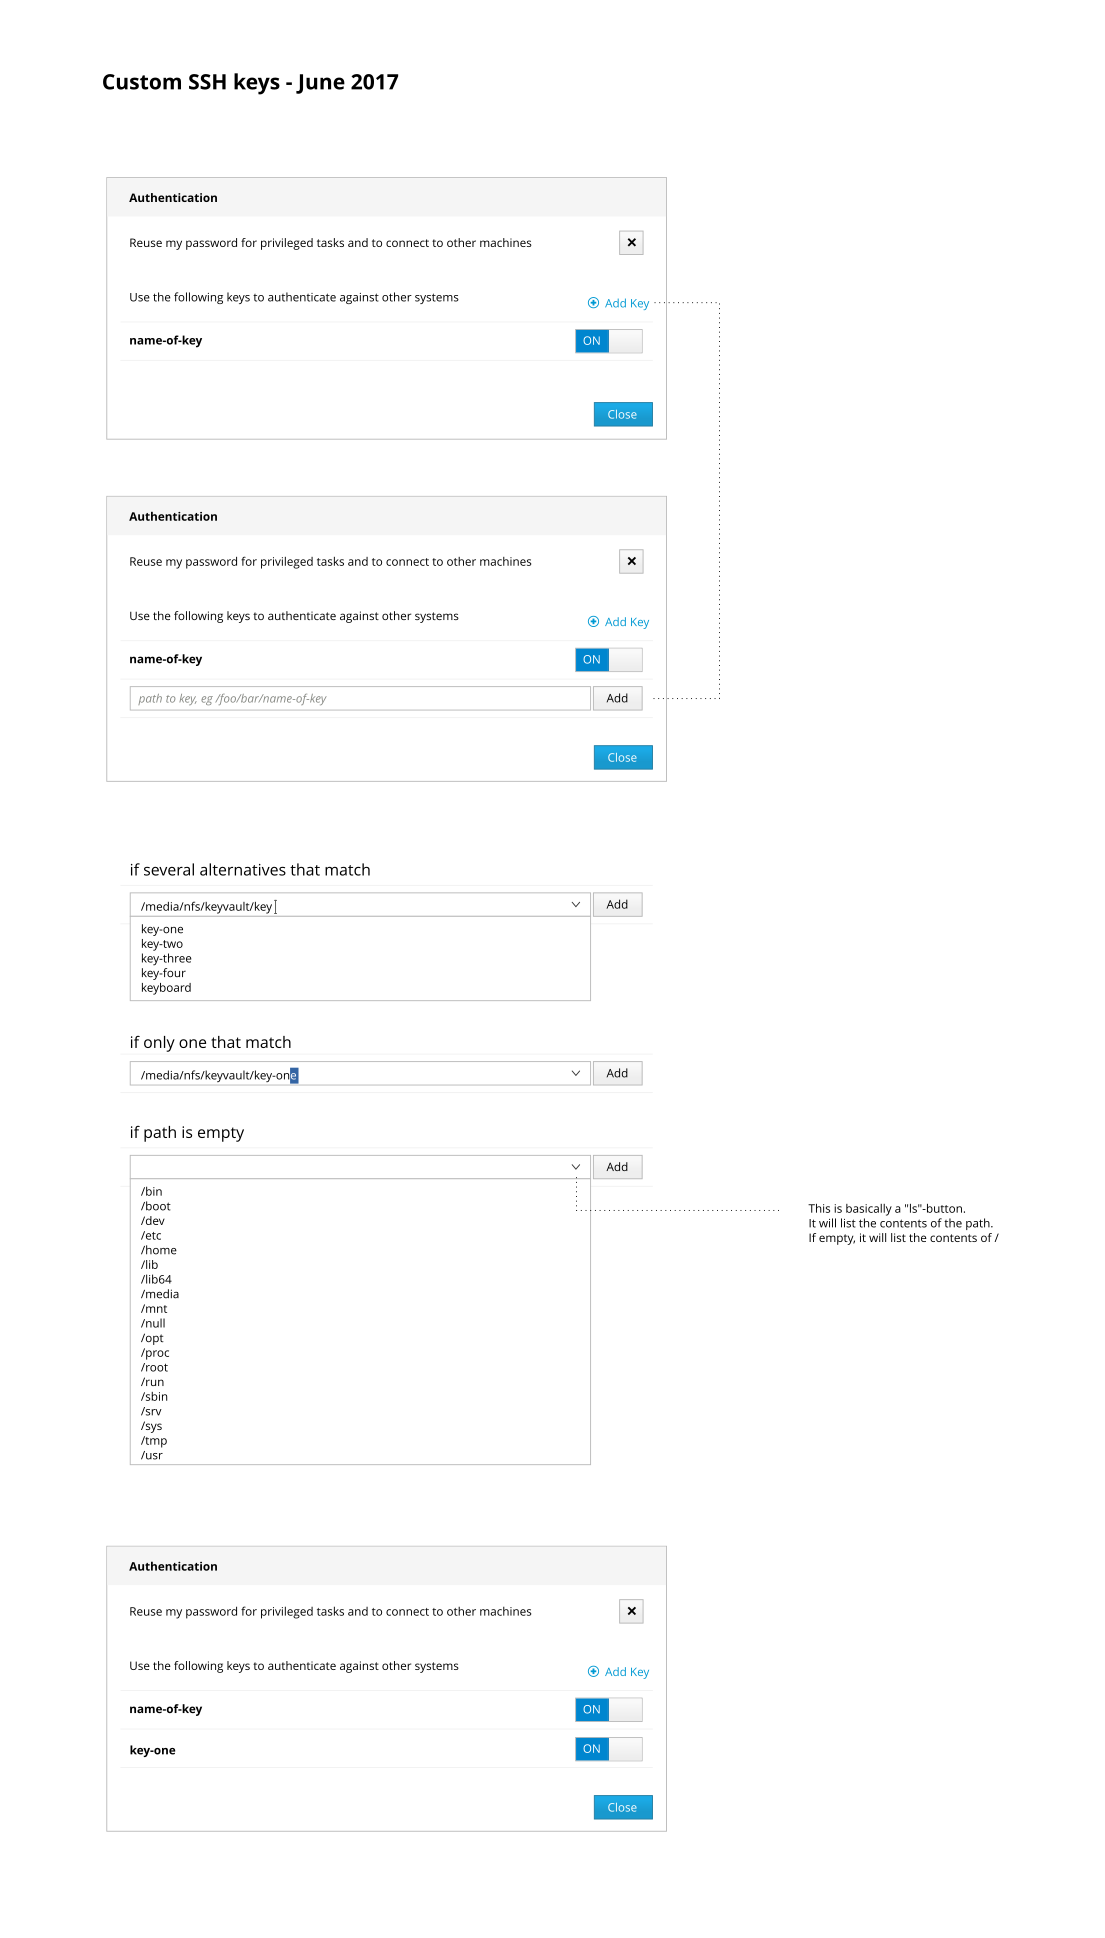 Custom SSH keys - June 2017
Authentication
Reuse my password for privileged tasks and to connect to other machines
Use the following keys to authenticate against other systems
Add Key
name-of-key
ON
Close
Authentication
Reuse my password for privileged tasks and to connect to other machines
Use the following keys to authenticate against other systems
Add Key
name-of-key
ON
path to key, eg /foo/bar/name-of-key
Add
Close
if several alternatives that match
/media/nfs/keyvault/key
Add
key-one
key-two
key-three
key-four
keyboard
if only one that match
/media/nfs/keyvault/key-one
Add
if path is empty
Add
/bin
/boot
/dev
/etc
/home
/lib
/lib64
/media
/mnt
/null
/opt
/proc
/root
/run
/sbin
/srv
/sys
/tmp
/usr
This is basically a "ls"-button.
It will list the contents of the path.
If empty, it will list the contents of /
Authentication
Reuse my password for privileged tasks and to connect to other machines
Use the following keys to authenticate against other systems
Add Key
name-of-key
ON
key-one
ON
Close